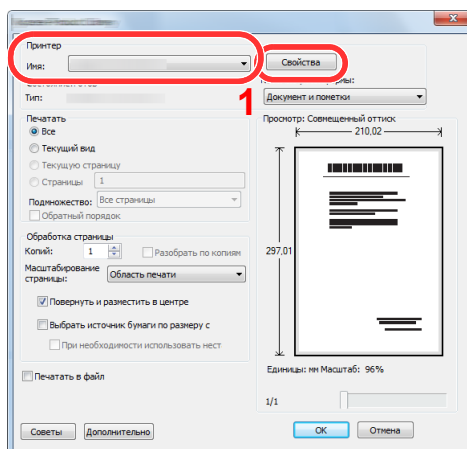 Принтер
Имя:
Свойства
1
Тип:
Документ и пометки
Печатать
Все
Текущий вид
Текущую страницу
Страницы 1
Подмножество: Все страницы
Обратный порядок
Просмотр: Совмещенный оттиск
210,02
297,01
Обработка страницы
Копий: 1
Разобрать по копиям
Масштабирование
страницы:
Область печати
Повернуть и разместить в центре
Выбрать источник бумаги по размеру с
При необходимости использовать нест
Печатать в файл
Единицы: мм Масштаб: 96%
1/1
Советы
Дополнительно
OK
Отмена